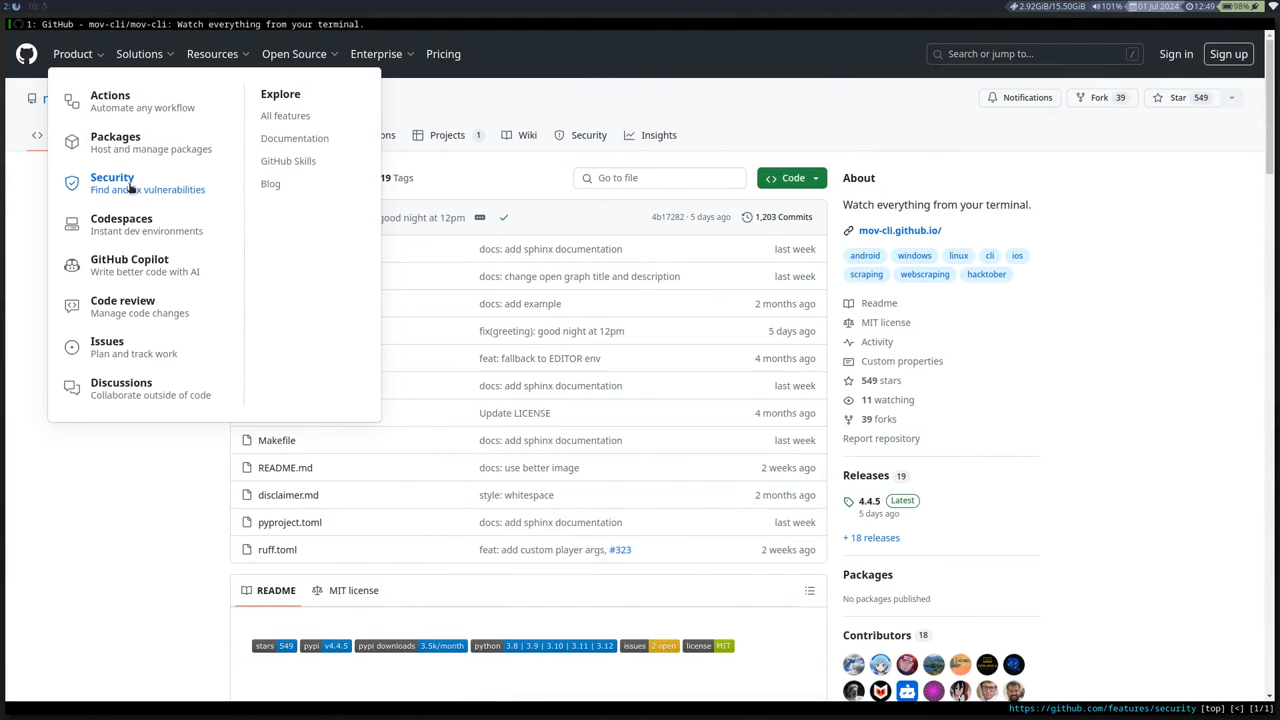 2: 10: 2.92GiB/15.50GiB 101% 01 Jul 2024 12:49 98%
1: GitHub - mov-cli/mov-cli: Watch everything from your terminal.
Product Solutions Resources Open Source Enterprise Pricing Search or jump to... / Sign in Sign up
Notifications Fork 39 Star 549
Projects 1 Wiki Security Insights
Actions
Automate any workflow
Packages
Host and manage packages
Security
Find and vulnerabilities
Codespaces
Instant dev environments
GitHub Copilot
Write better code with AI
Code review
Manage code changes
Issues
Plan and track work
Discussions
Collaborate outside of code
Explore
All features
Documentation
GitHub Skills
Blog
19 Tags Go to file Code
good night at 12pm 4b17282 · 5 days ago 1,203 Commits
docs: add sphinx documentation last week
docs: change open graph title and description last week
docs: add example 2 months ago
fix(greeting): good night at 12pm 5 days ago
feat: fallback to EDITOR env 4 months ago
docs: add sphinx documentation last week
Update LICENSE 4 months ago
Makefile docs: add sphinx documentation last week
README.md docs: use better image 2 weeks ago
disclaimer.md style: whitespace 2 months ago
pyproject.toml docs: add sphinx documentation last week
ruff.toml feat: add custom player args, #323 2 weeks ago
README MIT license
stars 549 pypi v4.4.5 pypi downloads 3.5k/month python 3.8 | 3.9 | 3.10 | 3.11 | 3.12 issues 2 open license MIT
About
Watch everything from your terminal.
mov-cli.github.io/
android windows linux cli ios
scraping webscraping hacktober
Readme
MIT license
Activity
Custom properties
549 stars
11 watching
39 forks
Report repository
Releases 19
4.4.5 Latest
5 days ago
+ 18 releases
Packages
No packages published
Contributors 18
https://github.com/features/security [top] [<] [1/1]